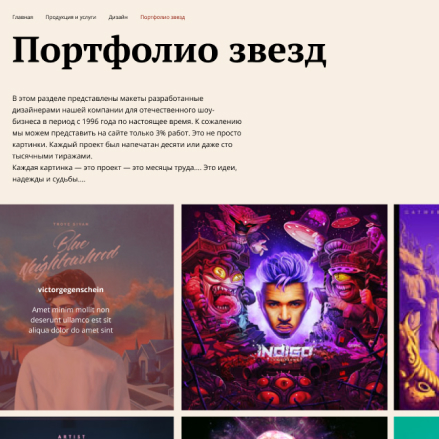 Главная Продукция и услуги Дизайн Портфолио звезд
Портфолио звезд
В этом разделе представлены макеты разработанные
дизайнерами нашей компании для отечественного шоу-
бизнеса в период с 1996 года по настоящее время. К сожалению
мы можем представить на сайте только 3% работ. Это не просто
картинки. Каждый проект был напечатан десяти или даже сто
тысячными тиражами.
Каждая картинка — это проект — это месяцы труда.... Это идеи,
надежды и судьбы....
Blue
Neighbourhood
victorgegenschein
Amet minim mollit non
deserunt ullamco est sit
aliqua dolor do amet sint
INDIGO
ARTIST